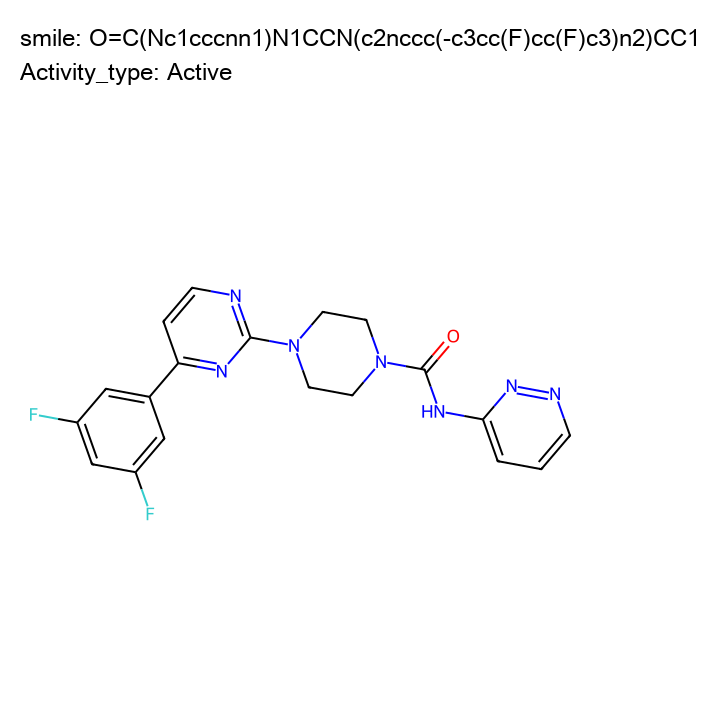 smile: O=C(Nc1cccnn1)N1CCN(c2nccc(-c3cc(F)cc(F)c3)n2)CC1
Activity_type: Active
N
O
N
N
N
N
N
HN
F
F